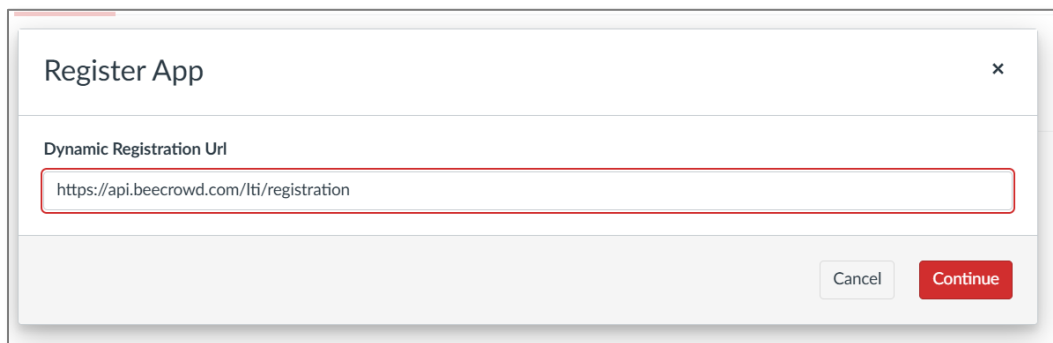 Register App
×
Dynamic Registration Url
https://api.beecrowd.com/lti/registration
Cancel
Continue